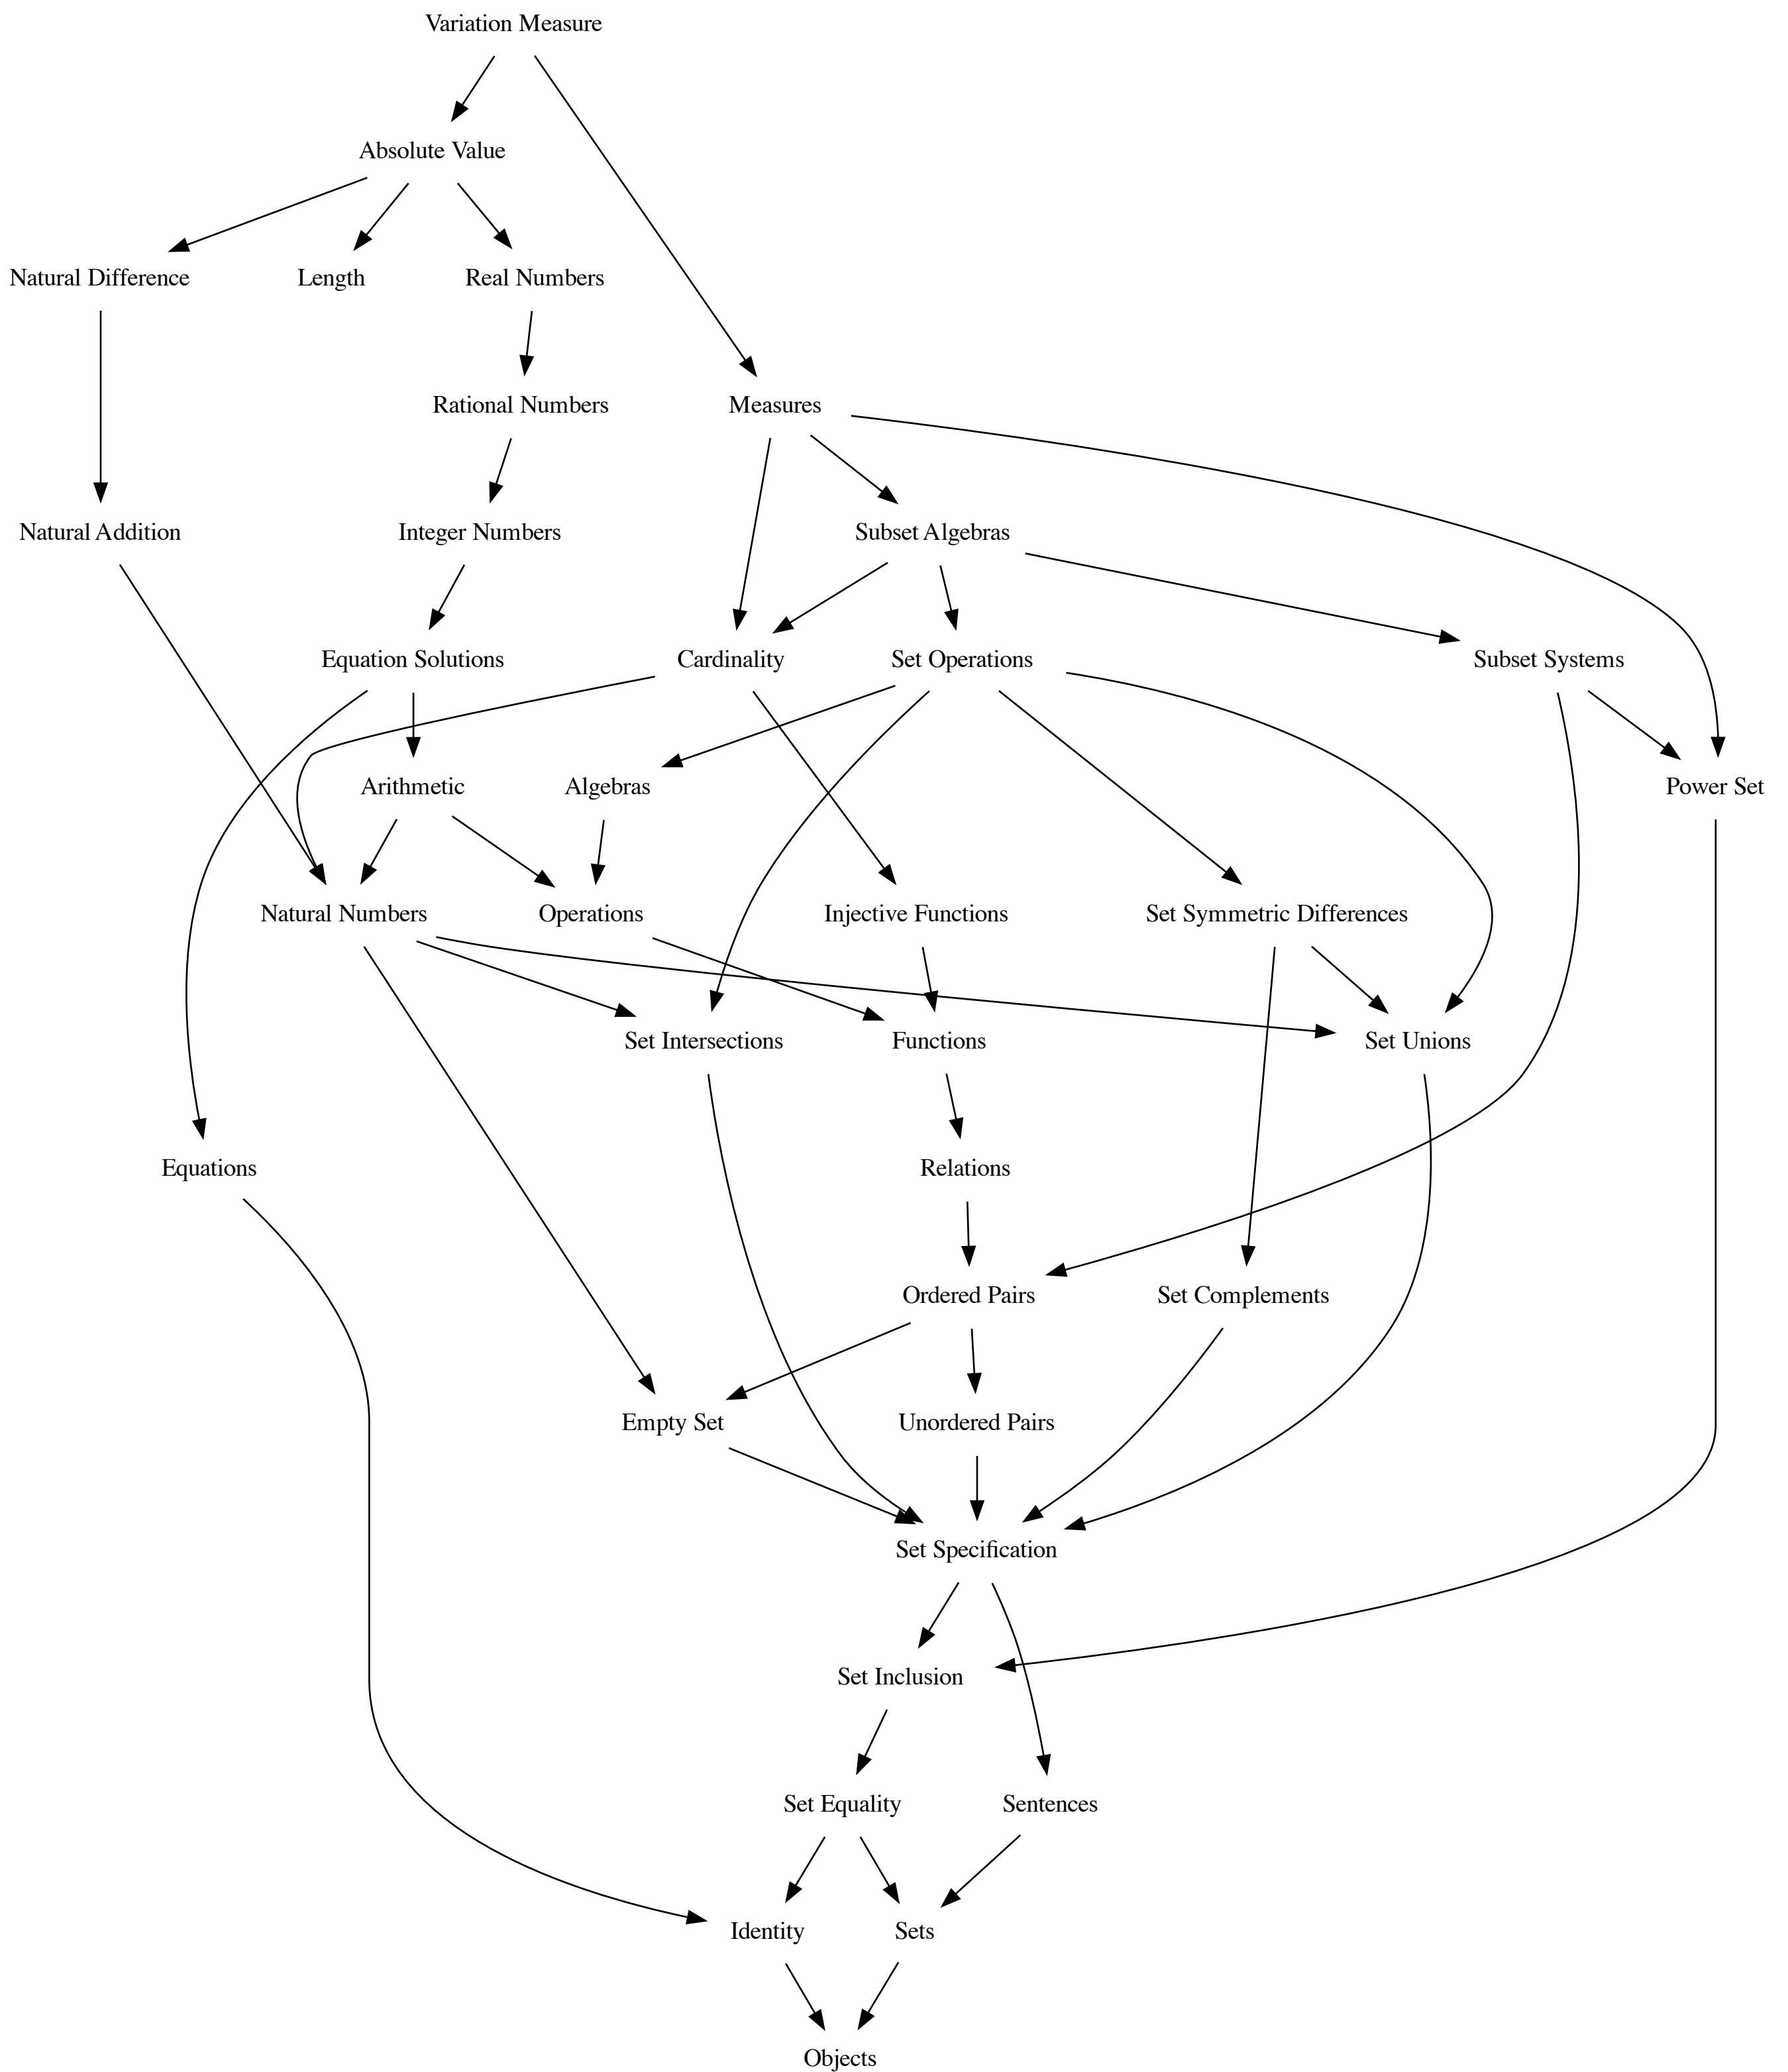 Variation Measure
Absolute Value
Natural Difference
Length
Real Numbers
Rational Numbers
Measures
Natural Addition
Integer Numbers
Subset Algebras
Equation Solutions
Cardinality
Set Operations
Subset Systems
Arithmetic
Algebras
Power Set
Natural Numbers
Operations
Injective Functions
Set Symmetric Differences
Set Intersections
Functions
Set Unions
Equations
Relations
Ordered Pairs
Set Complements
Empty Set
Unordered Pairs
Set Specification
Set Inclusion
Set Equality
Sentences
Identity
Sets
Objects